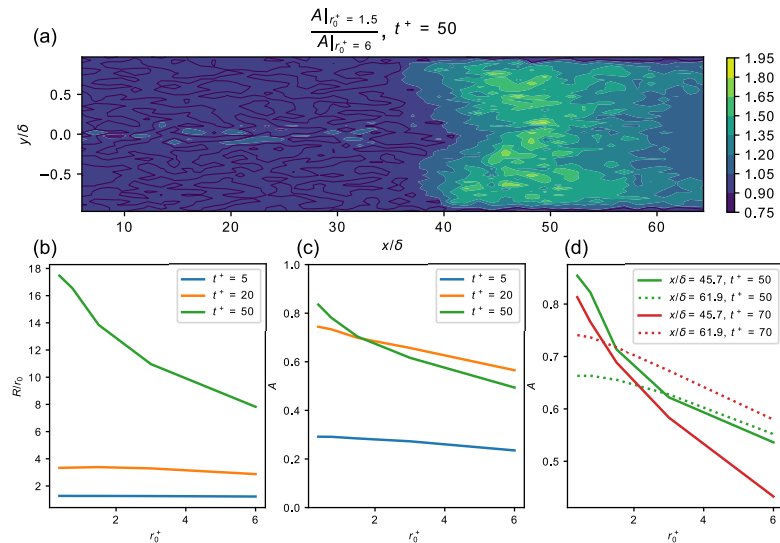 A|r₀⁺ = 1.5 / A|r₀⁺ = 6 , t⁺ = 50
(a)
y/δ
0.5
0.0
−0.5
10 20 30 40 50 60
x/δ
1.95
1.80
1.65
1.50
1.35
1.20
1.05
0.90
0.75
(b)
R/r₀
18
16
14
12
10
8
6
4
2
t⁺ = 5
t⁺ = 20
t⁺ = 50
2 4 6
r₀⁺
(c)
A
1.0
0.8
0.6
0.4
0.2
0.0
t⁺ = 5
t⁺ = 20
t⁺ = 50
2 4 6
r₀⁺
(d)
A
0.8
0.7
0.6
0.5
x/δ = 45.7, t⁺ = 50
x/δ = 61.9, t⁺ = 50
x/δ = 45.7, t⁺ = 70
x/δ = 61.9, t⁺ = 70
2 4 6
r₀⁺